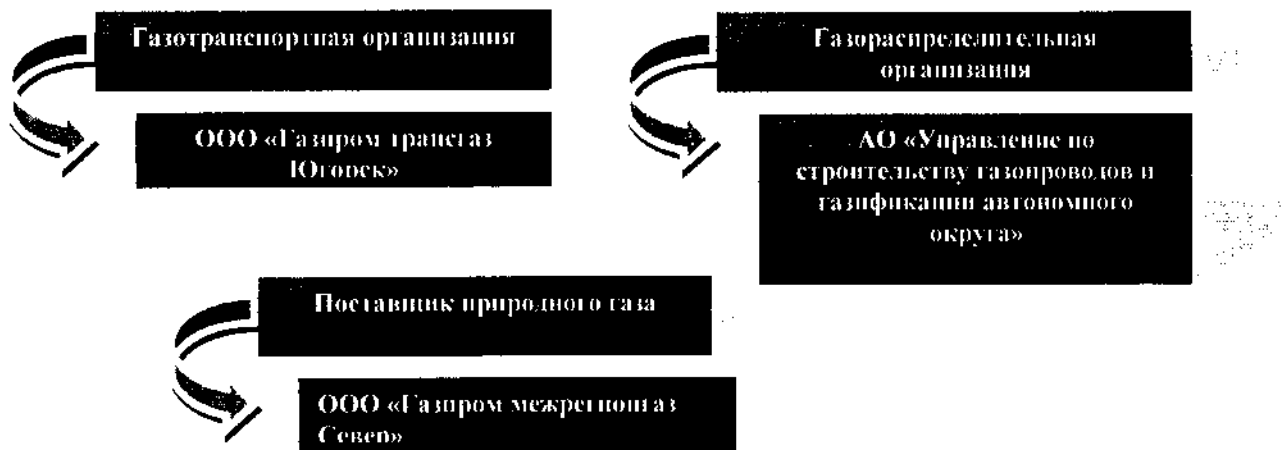 Газотранспортная организация
ООО «Газпром трансгаз
Югорск»
Газораспределительная
организация
АО «Управление по
строительству газопроводов и
газификации автономного
округа»
Поставщик природного газа
ООО «Газпром межрегионгаз
Север»